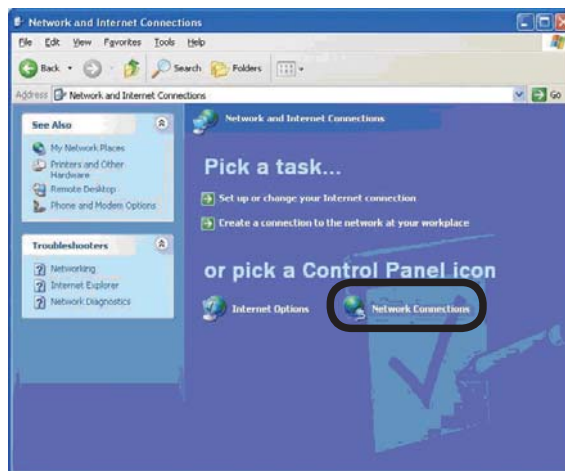 Network and Internet Connections
File Edit View Favorites Tools Help
Back Search Folders
Address Network and Internet Connections Go
See Also
My Network Places
Printers and Other
Hardware
Remote Desktop
Phone and Modem Options
Troubleshooters
Networking
Internet Explorer
Network Diagnostics
Network and Internet Connections
Pick a task...
Set up or change your Internet connection
Create a connection to the network at your workplace
or pick a Control Panel icon
Internet Options Network Connections